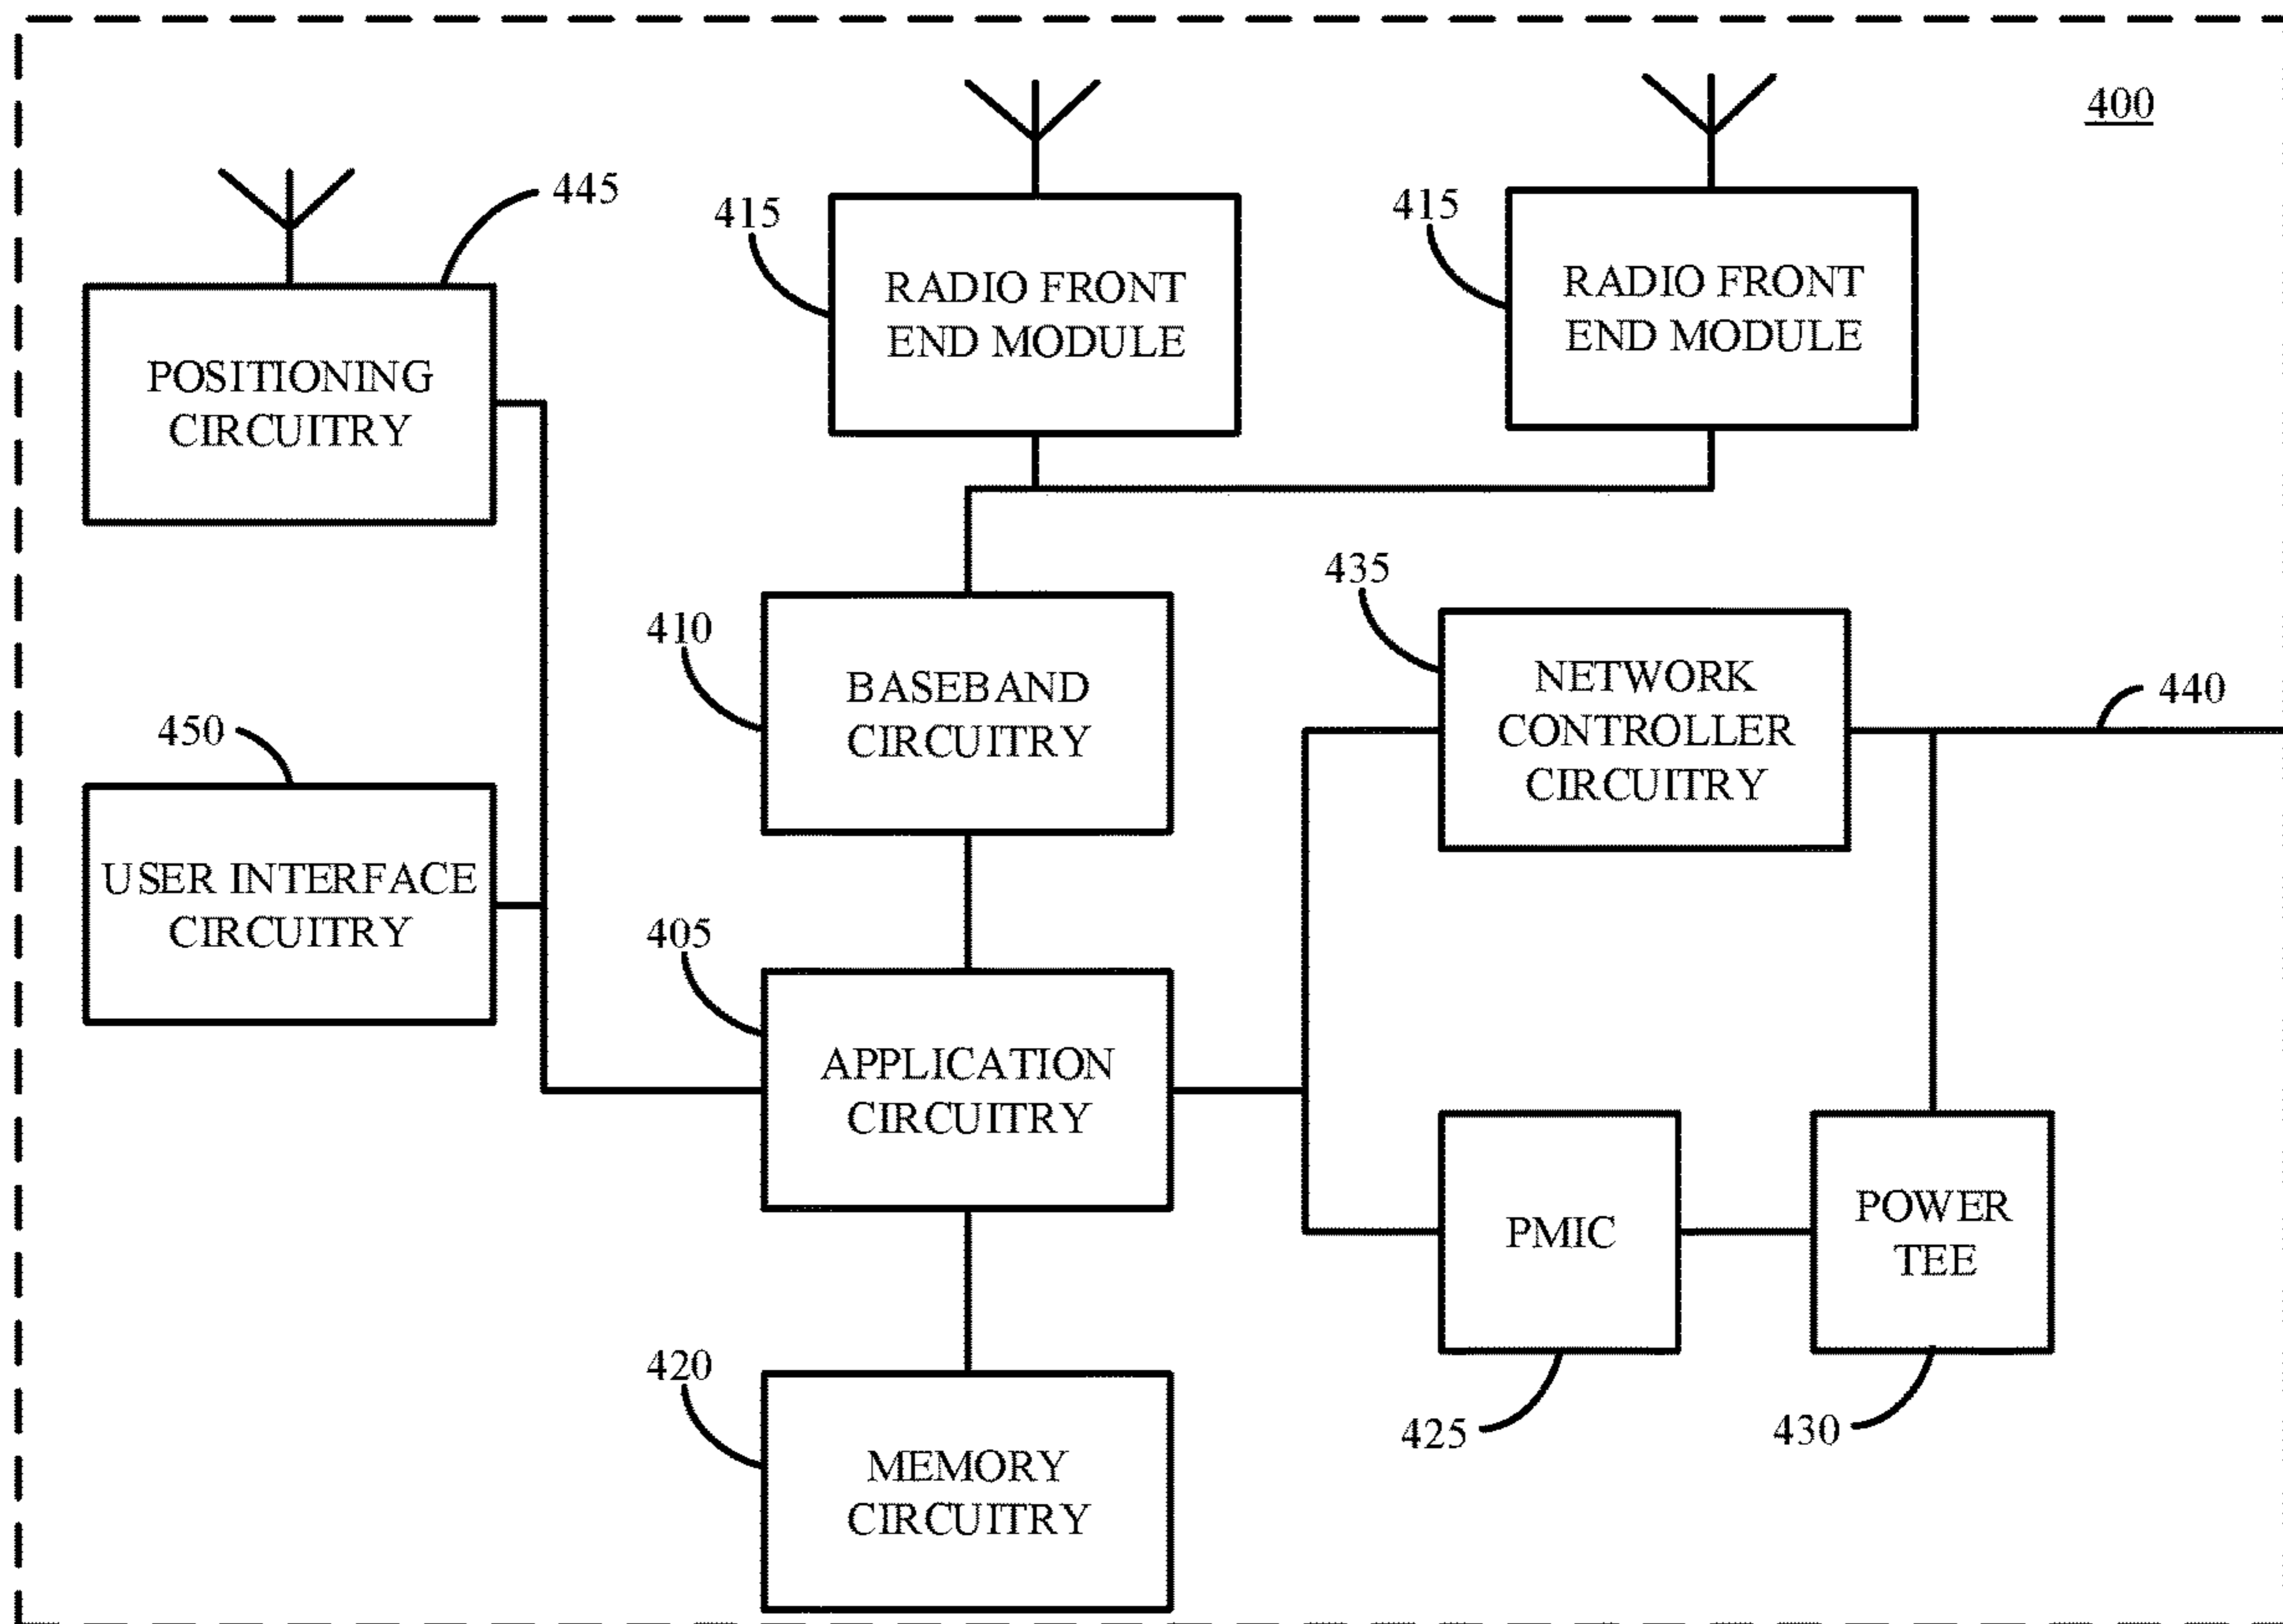 400
445
415
415
RADIO FRONT
END MODULE
RADIO FRONT
END MODULE
POSITIONING
CIRCUITRY
435
410
NETWORK
CONTROLLER
CIRCUITRY
440
BASEBAND
CIRCUITRY
450
USER INTERFACE
CIRCUITRY
405
APPLICATION
CIRCUITRY
PMIC
POWER
TEE
420
425
430
MEMORY
CIRCUITRY